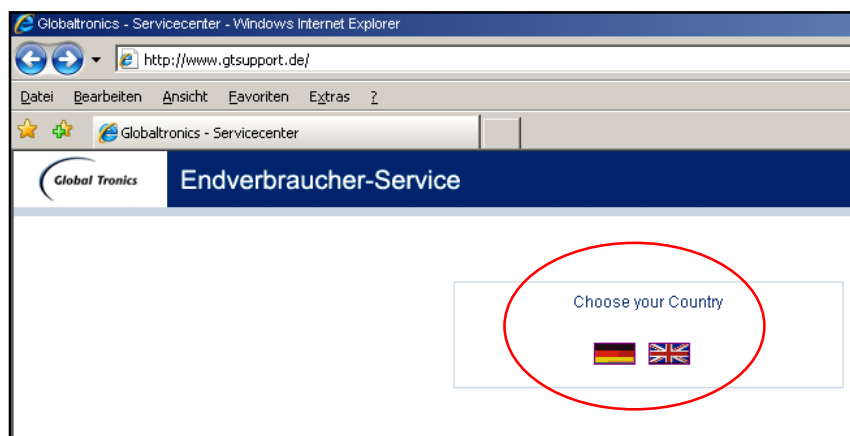 Globaltronics - Servicecenter - Windows Internet Explorer
http://www.gtsupport.de/
Datei Bearbeiten Ansicht Favoriten Extras ?
Globaltronics - Servicecenter
Global Tronics Endverbraucher-Service
Choose your Country